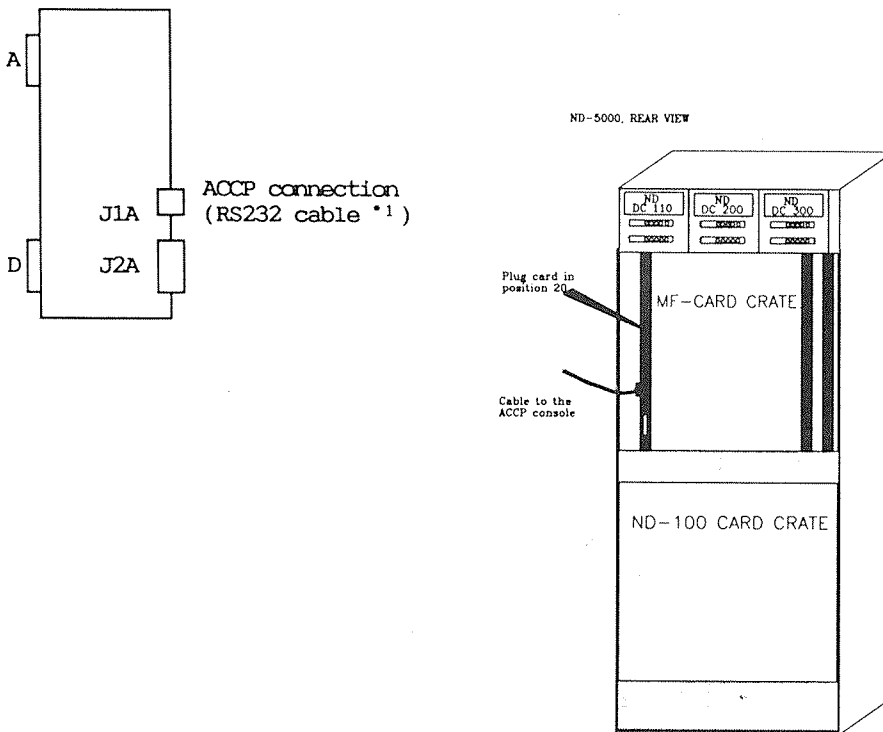 A
J1A
ACCP connection
(RS232 cable *1 )
D
J2A
ND-5000, REAR VIEW
ND
DC 110
ND
DC 200
ND
DC 300
Plug card in
position 20
MF-CARD CRATE
Cable to the
ACCP console
ND-100 CARD CRATE